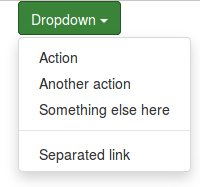 Dropdown
Action
Another action
Something else here
Separated link